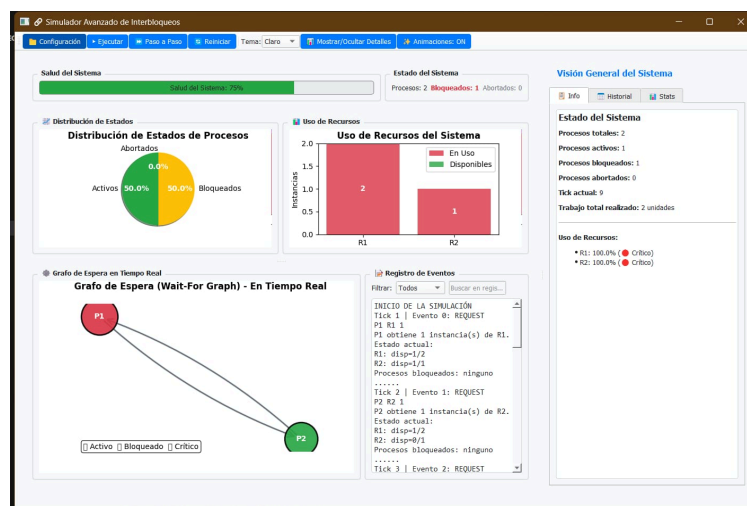 Simulador Avanzado de Interbloqueos
Configuración Ejecutar Paso a Paso Reiniciar Tema: Claro Mostrar/Ocultar Detalles Animaciones: ON
Salud del Sistema
Salud del Sistema: 75%
Estado del Sistema
Procesos: 2 Bloqueados: 1 Abortados: 0
Distribución de Estados
Distribución de Estados de Procesos
Abortados
0.0%
Activos 50.0% 50.0% Bloqueados
Uso de Recursos
Uso de Recursos del Sistema
En Uso
Disponibles
Instancias
2.0
1.5
1.0
0.5
0.0
2
1
R1 R2
Grafo de Espera en Tiempo Real
Grafo de Espera (Wait-For Graph) - En Tiempo Real
P1
P2
Activo Bloqueado Crítico
Registro de Eventos
Filtrar: Todos Buscar en regis...
INICIO DE LA SIMULACIÓN
Tick 1 | Evento 0: REQUEST
P1 R1 1
P1 obtiene 1 instancia(s) de R1.
Estado actual:
R1: disp=1/2
R2: disp=1/1
Procesos bloqueados: ninguno
......
Tick 2 | Evento 1: REQUEST
P2 R2 1
P2 obtiene 1 instancia(s) de R2.
Estado actual:
R1: disp=1/2
R2: disp=0/1
Procesos bloqueados: ninguno
......
Tick 3 | Evento 2: REQUEST
Visión General del Sistema
Info Historial Stats
Estado del Sistema
Procesos totales: 2
Procesos activos: 1
Procesos bloqueados: 1
Procesos abortados: 0
Tick actual: 9
Trabajo total realizado: 2 unidades
Uso de Recursos:
• R1: 100.0% ( Crítico)
• R2: 100.0% ( Crítico)